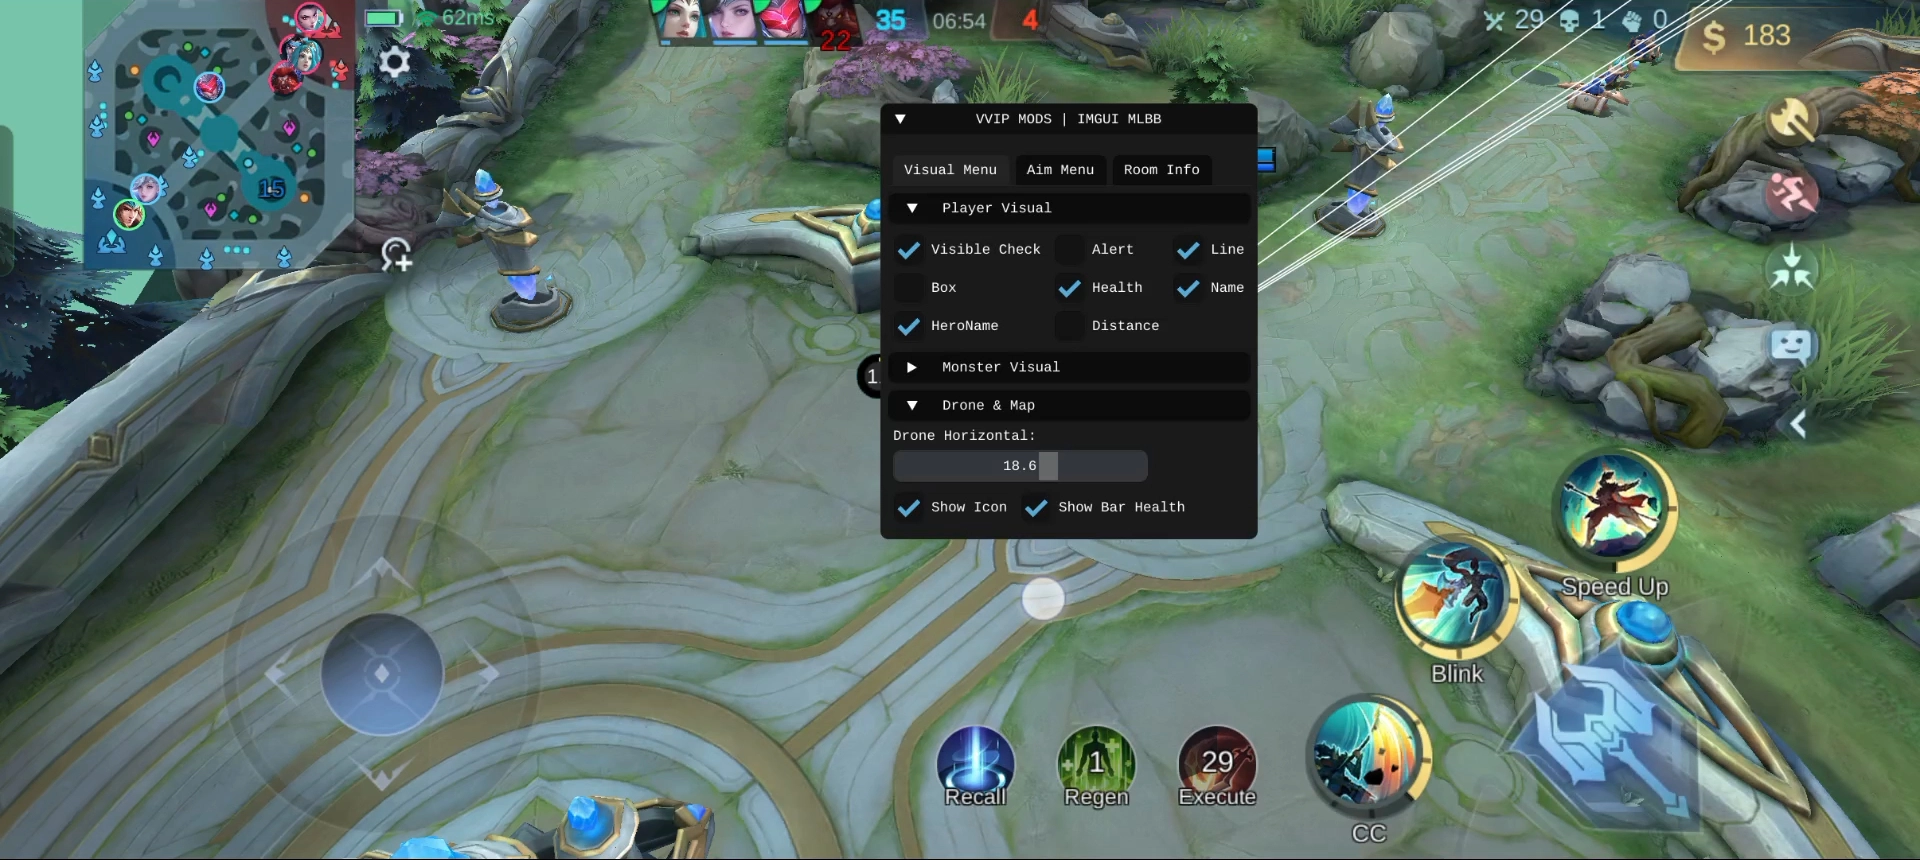 62ms
22
35
06:54
4
29
1
0
183
15
VVIP MODS | IMGUI MLBB
Visual Menu
Aim Menu
Room Info
Player Visual
Visible Check
Alert
Line
Box
Health
Name
HeroName
Distance
Monster Visual
Drone & Map
Drone Horizontal:
18.6
Show Icon
Show Bar Health
Speed Up
Blink
1
29
Recall
Regen
Execute
CC